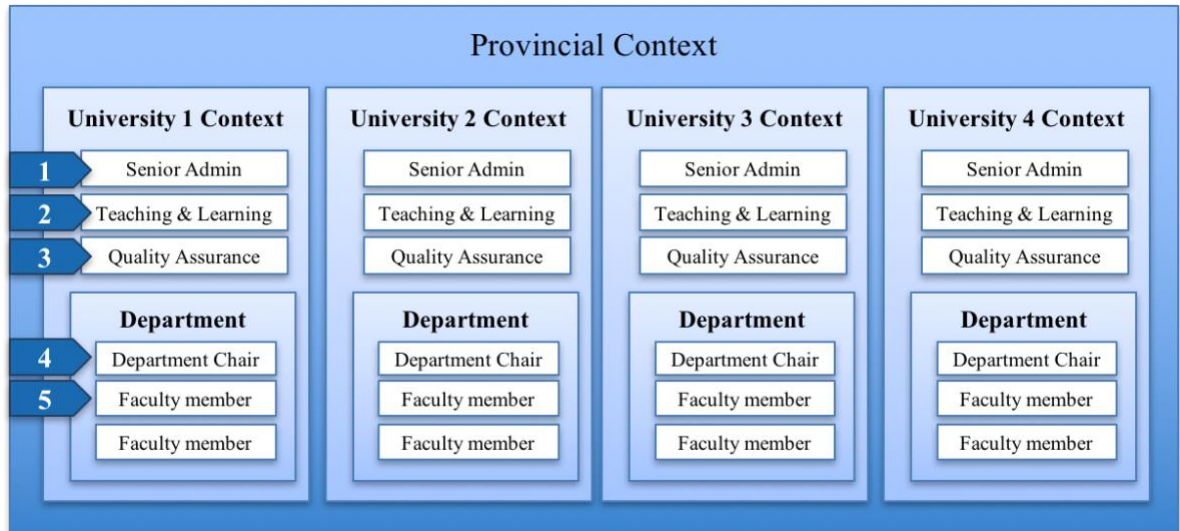 Provincial Context
University 1 Context
University 2 Context
University 3 Context
University 4 Context
1
Senior Admin
Senior Admin
Senior Admin
Senior Admin
2
Teaching & Learning
Teaching & Learning
Teaching & Learning
Teaching & Learning
3
Quality Assurance
Quality Assurance
Quality Assurance
Quality Assurance
Department
Department
Department
Department
4
Department Chair
Department Chair
Department Chair
Department Chair
5
Faculty member
Faculty member
Faculty member
Faculty member
Faculty member
Faculty member
Faculty member
Faculty member